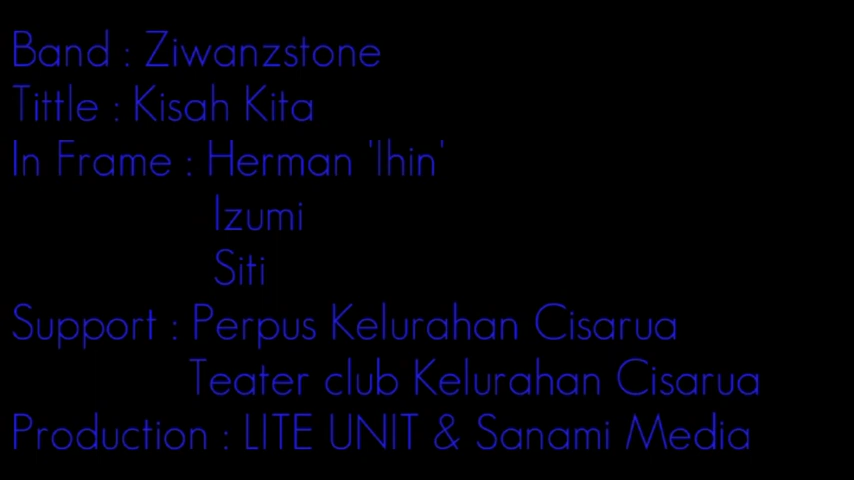 Band : Ziwanzstone
Tittle : Kisah Kita
In Frame : Herman 'Ihin'
Izumi
Siti
Support : Perpus Kelurahan Cisarua
Teater club Kelurahan Cisarua
Production : LITE UNIT & Sanami Media